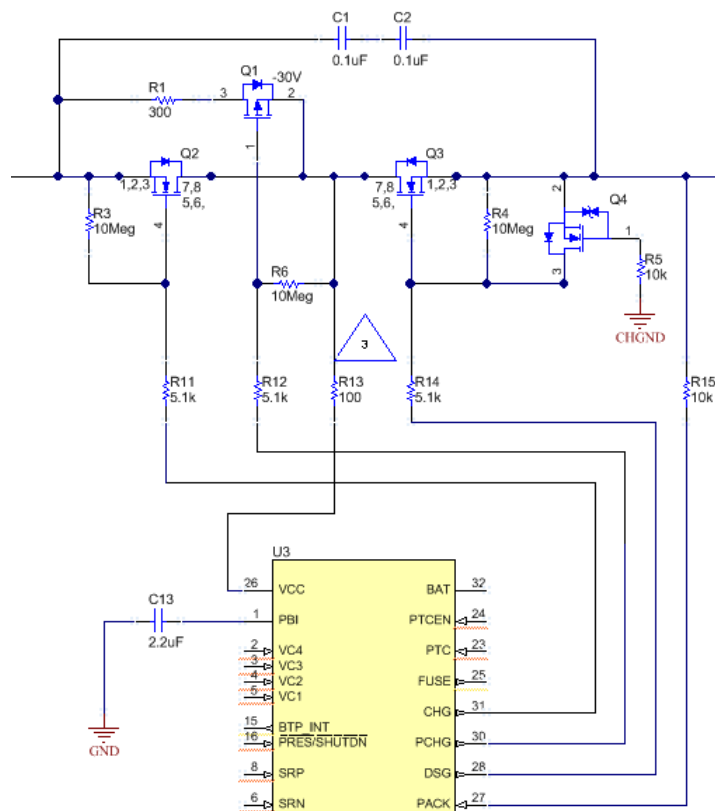 C1
C2
0.1uF
0.1uF
Q1
-30V
R1
300
3
2
1
Q2
1,2,3
7,8
5,6,
4
Q3
7,8
5,6,
1,2,3
4
R3
10Meg
R4
10Meg
2
Q4
1
3
R5
10k
CHGND
R6
10Meg
3
R11
5.1k
R12
5.1k
R13
100
R14
5.1k
R15
10k
U3
26
VCC
1
PBI
2
VC4
3
VC3
4
VC2
5
VC1
15
BTP_INT
16
PRES/SHUTDN
8
SRP
6
SRN
BAT
32
PTCEN
24
PTC
23
FUSE
25
CHG
31
PCHG
30
DSG
28
PACK
27
C13
2.2uF
GND